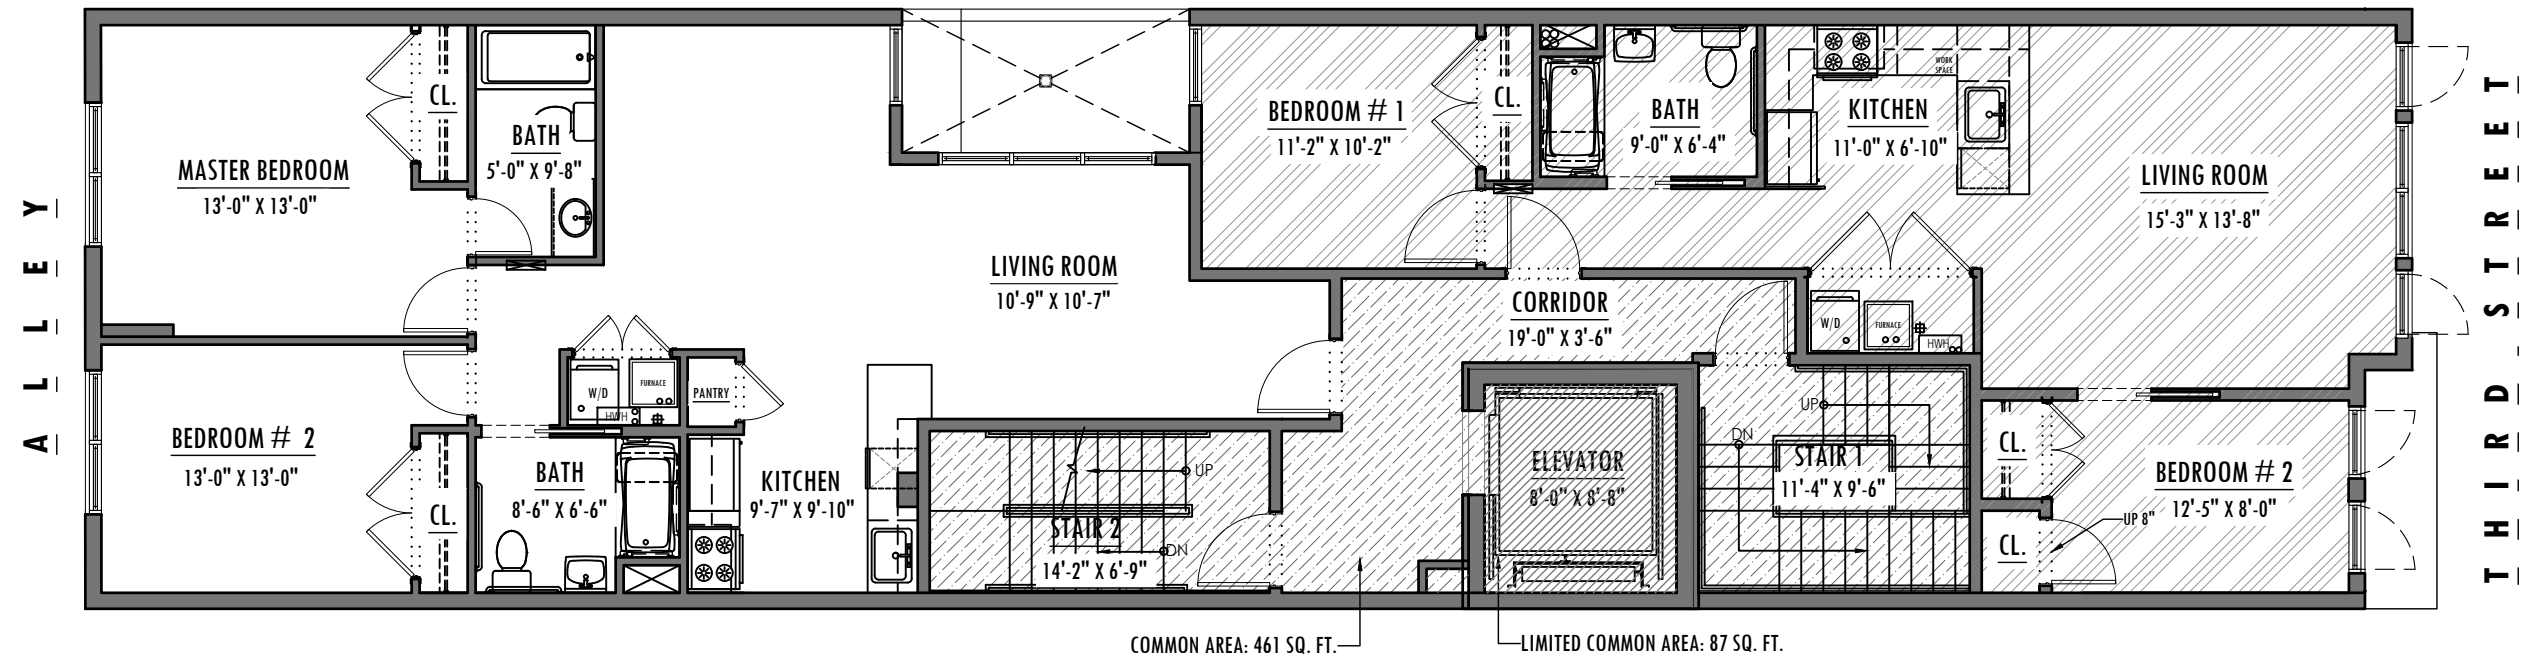 ALLEY
MASTER BEDROOM
13'-0" X 13'-0"
CL.
BATH
5'-0" X 9'-8"
BEDROOM # 2
13'-0" X 13'-0"
CL.
BATH
8'-6" X 6'-6"
W/D
FURNACE
HWH
PANTRY
KITCHEN
9'-7" X 9'-10"
LIVING ROOM
10'-9" X 10'-7"
UP
STAIR 2
DN
14'-2" X 6'-9"
BEDROOM # 1
11'-2" X 10'-2"
CL.
BATH
9'-0" X 6'-4"
WORK
SPACE
KITCHEN
11'-0" X 6'-10"
LIVING ROOM
15'-3" X 13'-8"
CORRIDOR
19'-0" X 3'-6"
W/D
FURNACE
HWH
ELEVATOR
8'-0" X 8'-8"
UP
DN
STAIR 1
11'-4" X 9'-6"
CL.
CL.
BEDROOM # 2
12'-5" X 8'-0"
UP 8"
THIRD STREET
COMMON AREA: 461 SQ. FT.
LIMITED COMMON AREA: 87 SQ. FT.